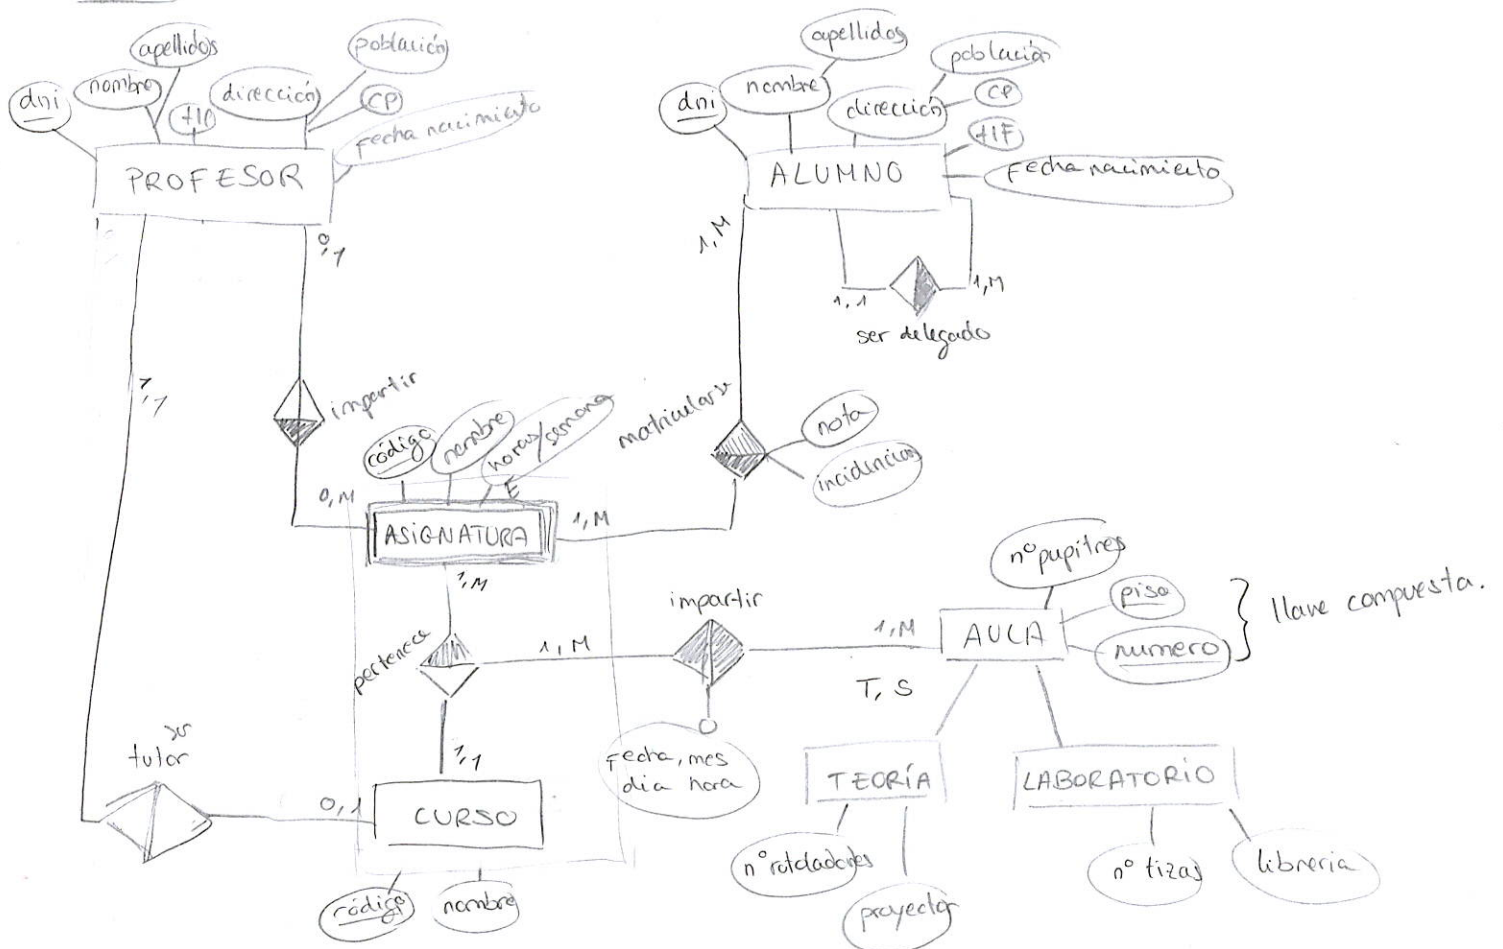 apellidos
población
nombre
dirección
CP
dni
Fecha nacimiento
PROFESOR
apellidos
población
nombre
dni
dirección
CP
tlf
Fecha nacimiento
ALUMNO
0,1
1,M
1,1
1,M
ser delegado
1,1
impartir
matricularse
nota
incidencias
código
nombre
horas/semana
E
0,M
ASIGNATURA
1,M
1,M
nº pupitres
piso
numero
llave compuesta.
AULA
impartir
1,M
1,M
pertenece
T, S
Fecha, mes
dia hora
1,1
ser
tutor
0,1
CURSO
TEORÍA
LABORATORIO
código
nombre
nº rotuladores
proyector
nº tizas
libreria